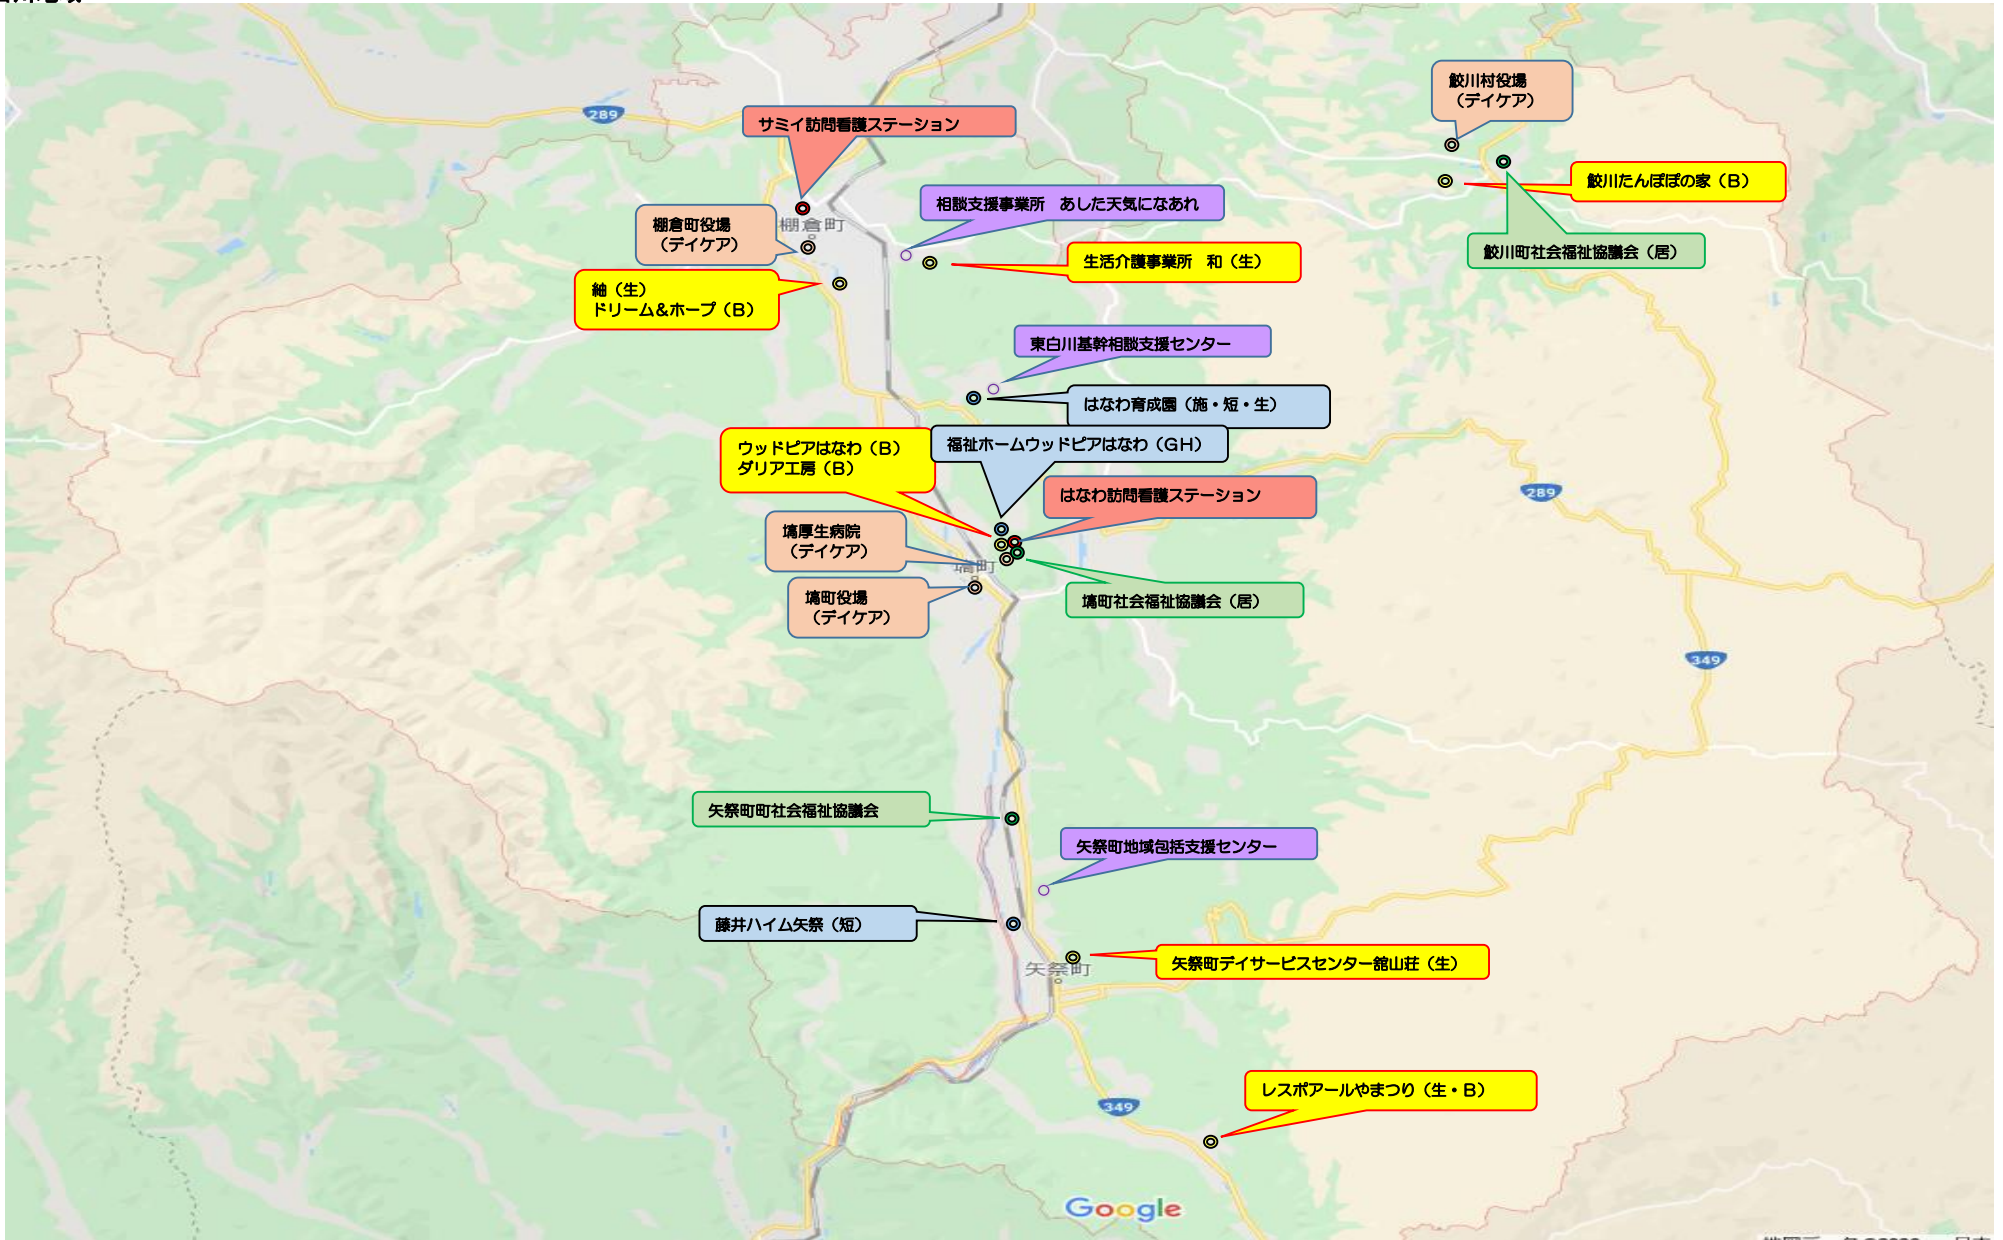 289
サミイ訪問看護ステーション
鮫川村役場
（デイケア）
鮫川たんぽぽの家（B）
鮫川町社会福祉協議会（居）
棚倉町
棚倉町役場
（デイケア）
相談支援事業所　あした天気になあれ
生活介護事業所　和（生）
紬（生）
ドリーム＆ホープ（B）
東白川基幹相談支援センター
はなわ育成園（施・短・生）
ウッドピアはなわ（B）
ダリア工房（B）
福祉ホームウッドピアはなわ（GH）
はなわ訪問看護ステーション
289
塙厚生病院
（デイケア）
塙町
塙町役場
（デイケア）
塙町社会福祉協議会（居）
349
矢祭町町社会福祉協議会
矢祭町地域包括支援センター
藤井ハイム矢祭（短）
矢祭町
矢祭町デイサービスセンター舘山荘（生）
レスポアールやまつり（生・B）
349
Google